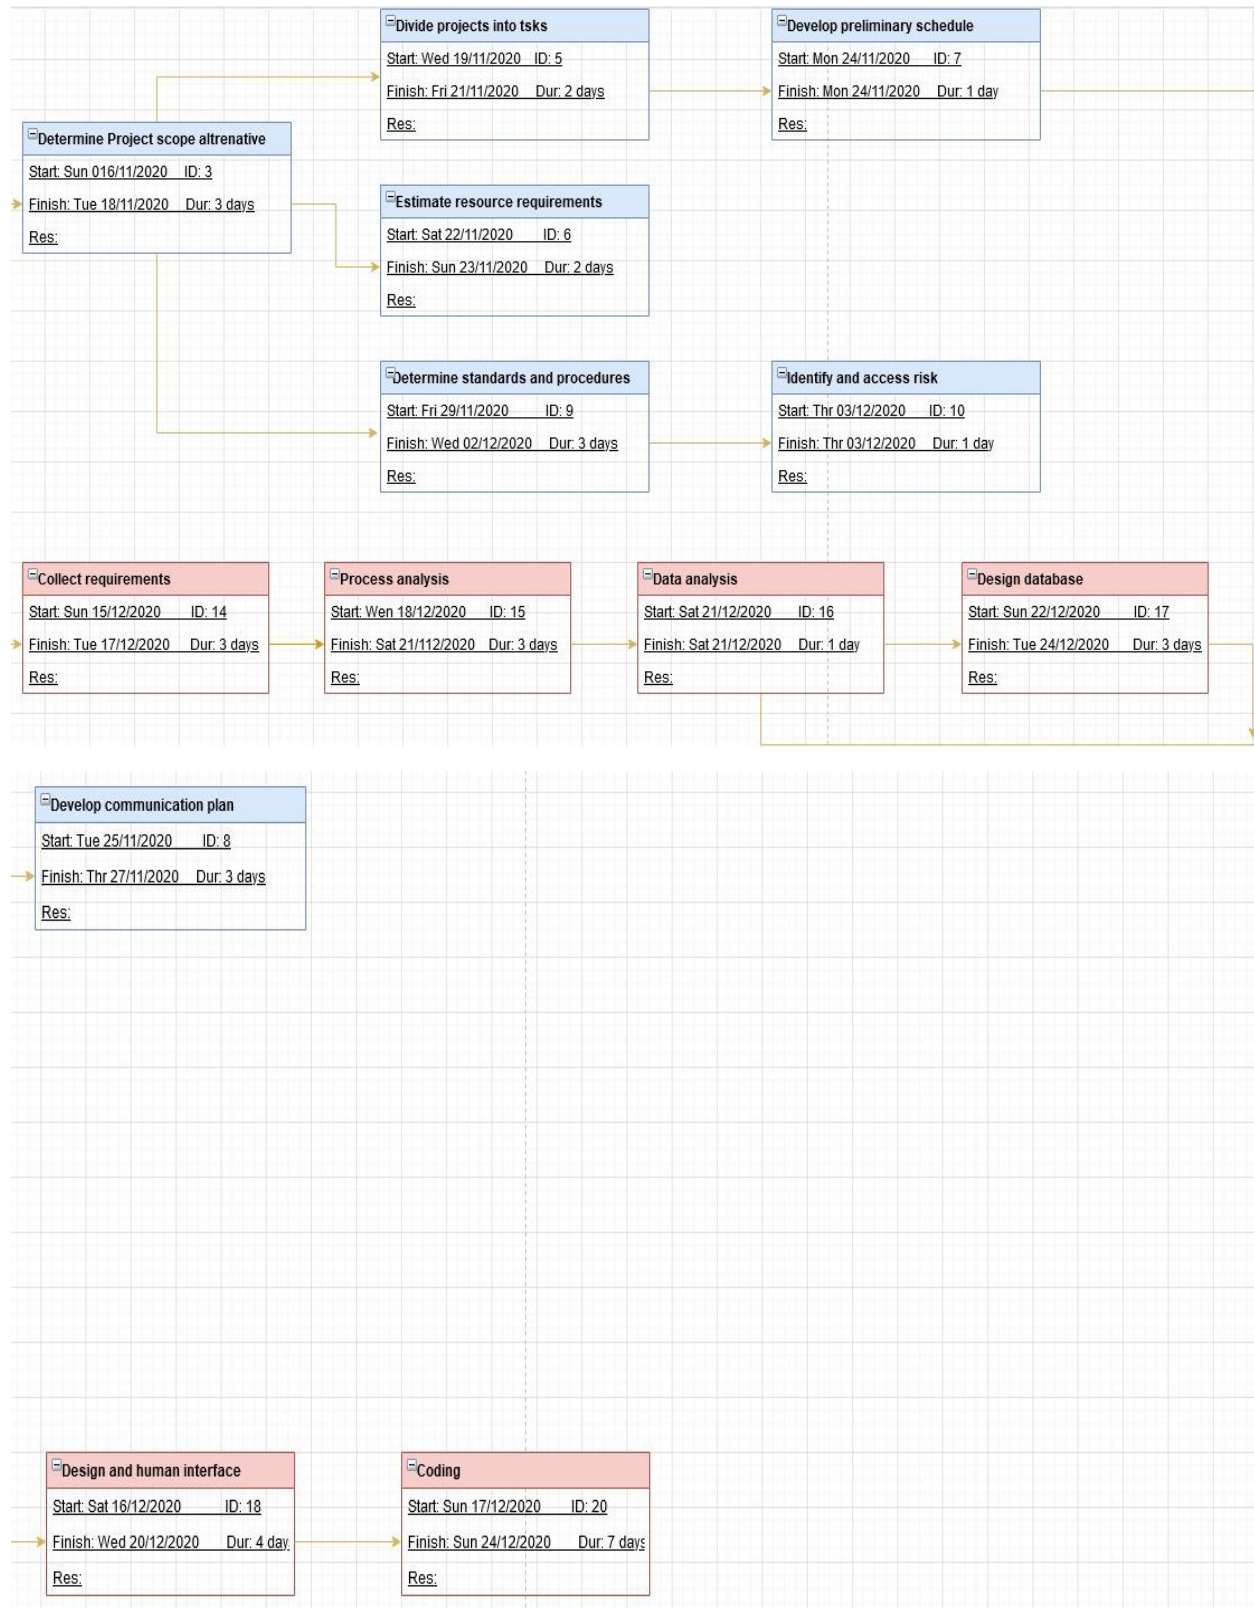 Divide projects into tsks
Start: Wed 19/11/2020 ID: 5
Finish: Fri 21/11/2020 Dur: 2 days
Res:
Develop preliminary schedule
Start: Mon 24/11/2020 ID: 7
Finish: Mon 24/11/2020 Dur: 1 day
Res:
Determine Project scope altrenative
Start: Sun 016/11/2020 ID: 3
Finish: Tue 18/11/2020 Dur: 3 days
Res:
Estimate resource requirements
Start: Sat 22/11/2020 ID: 6
Finish: Sun 23/11/2020 Dur: 2 days
Res:
Determine standards and procedures
Start: Fri 29/11/2020 ID: 9
Finish: Wed 02/12/2020 Dur: 3 days
Res:
Identify and access risk
Start: Thr 03/12/2020 ID: 10
Finish: Thr 03/12/2020 Dur: 1 day
Res:
Collect requirements
Start: Sun 15/12/2020 ID: 14
Finish: Tue 17/12/2020 Dur: 3 days
Res:
Process analysis
Start: Wen 18/12/2020 ID: 15
Finish: Sat 21/112/2020 Dur: 3 days
Res:
Data analysis
Start: Sat 21/12/2020 ID: 16
Finish: Sat 21/12/2020 Dur: 1 day
Res:
Design database
Start: Sun 22/12/2020 ID: 17
Finish: Tue 24/12/2020 Dur: 3 days
Res:
Develop communication plan
Start: Tue 25/11/2020 ID: 8
Finish: Thr 27/11/2020 Dur: 3 days
Res:
Design and human interface
Start: Sat 16/12/2020 ID: 18
Finish: Wed 20/12/2020 Dur: 4 day
Res:
Coding
Start: Sun 17/12/2020 ID: 20
Finish: Sun 24/12/2020 Dur: 7 days
Res: